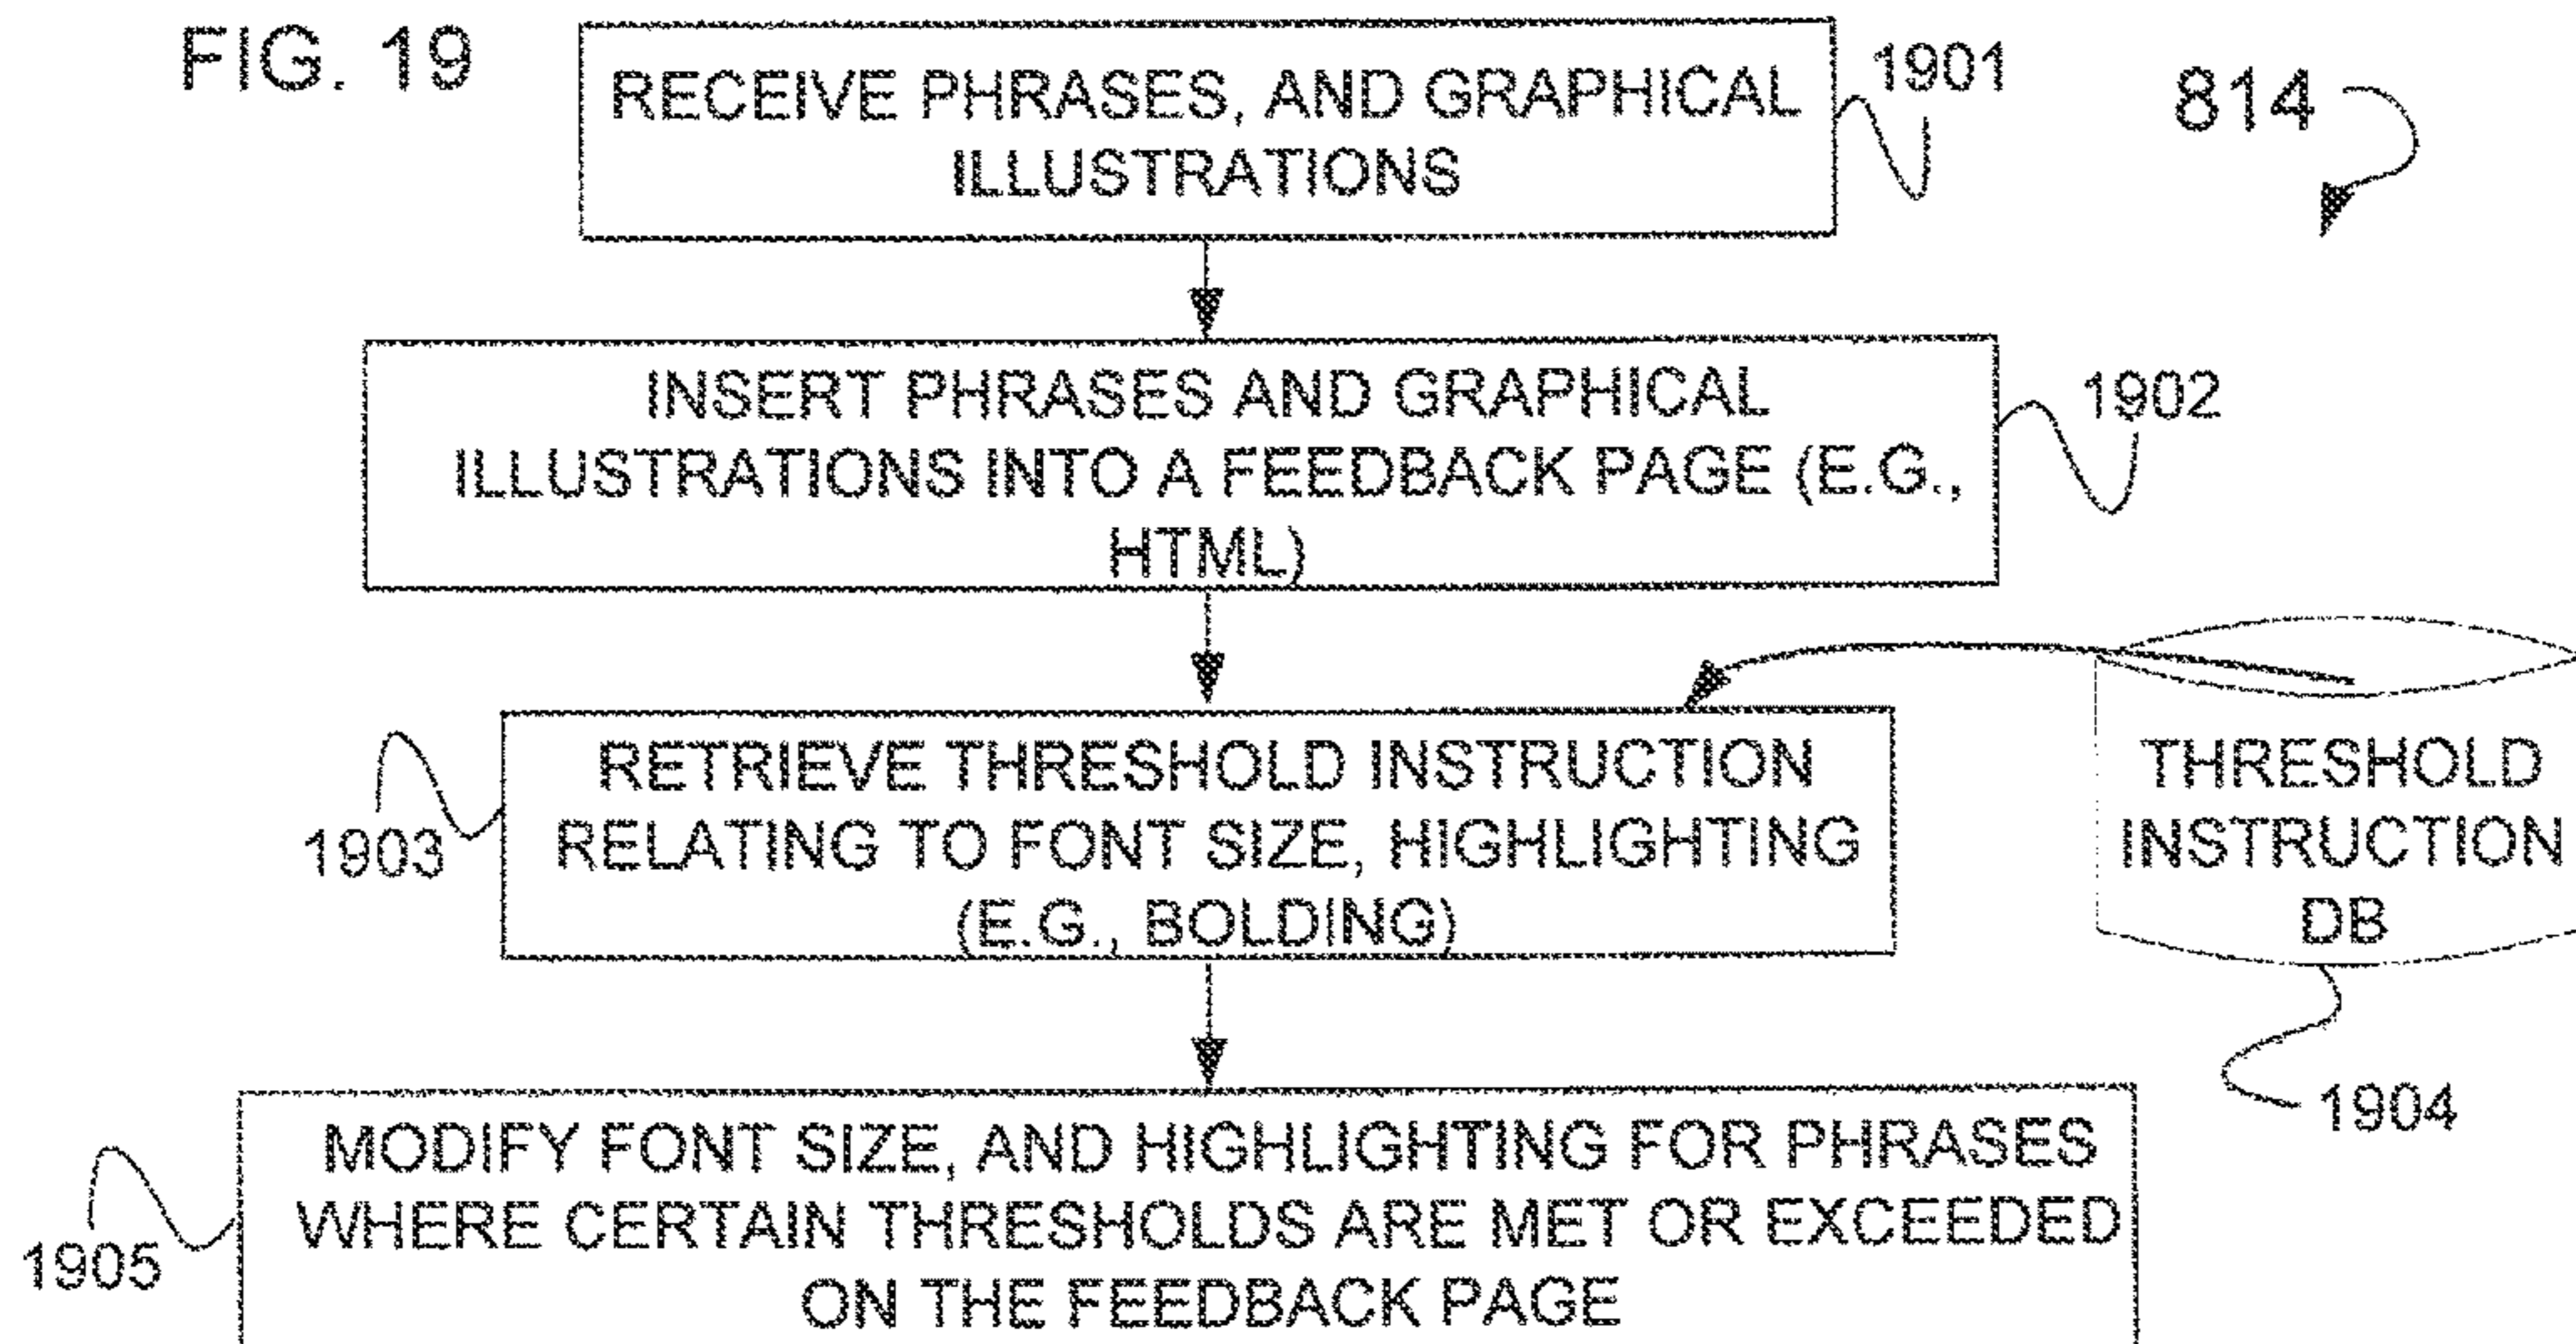 FIG. 19
RECEIVE PHRASES, AND GRAPHICAL
ILLUSTRATIONS
1901
814
INSERT PHRASES AND GRAPHICAL
ILLUSTRATIONS INTO A FEEDBACK PAGE (E.G.,
HTML)
1902
RETRIEVE THRESHOLD INSTRUCTION
RELATING TO FONT SIZE, HIGHLIGHTING
(E.G., BOLDING)
1903
THRESHOLD
INSTRUCTION
DB
1904
MODIFY FONT SIZE, AND HIGHLIGHTING FOR PHRASES
WHERE CERTAIN THRESHOLDS ARE MET OR EXCEEDED
ON THE FEEDBACK PAGE
1905